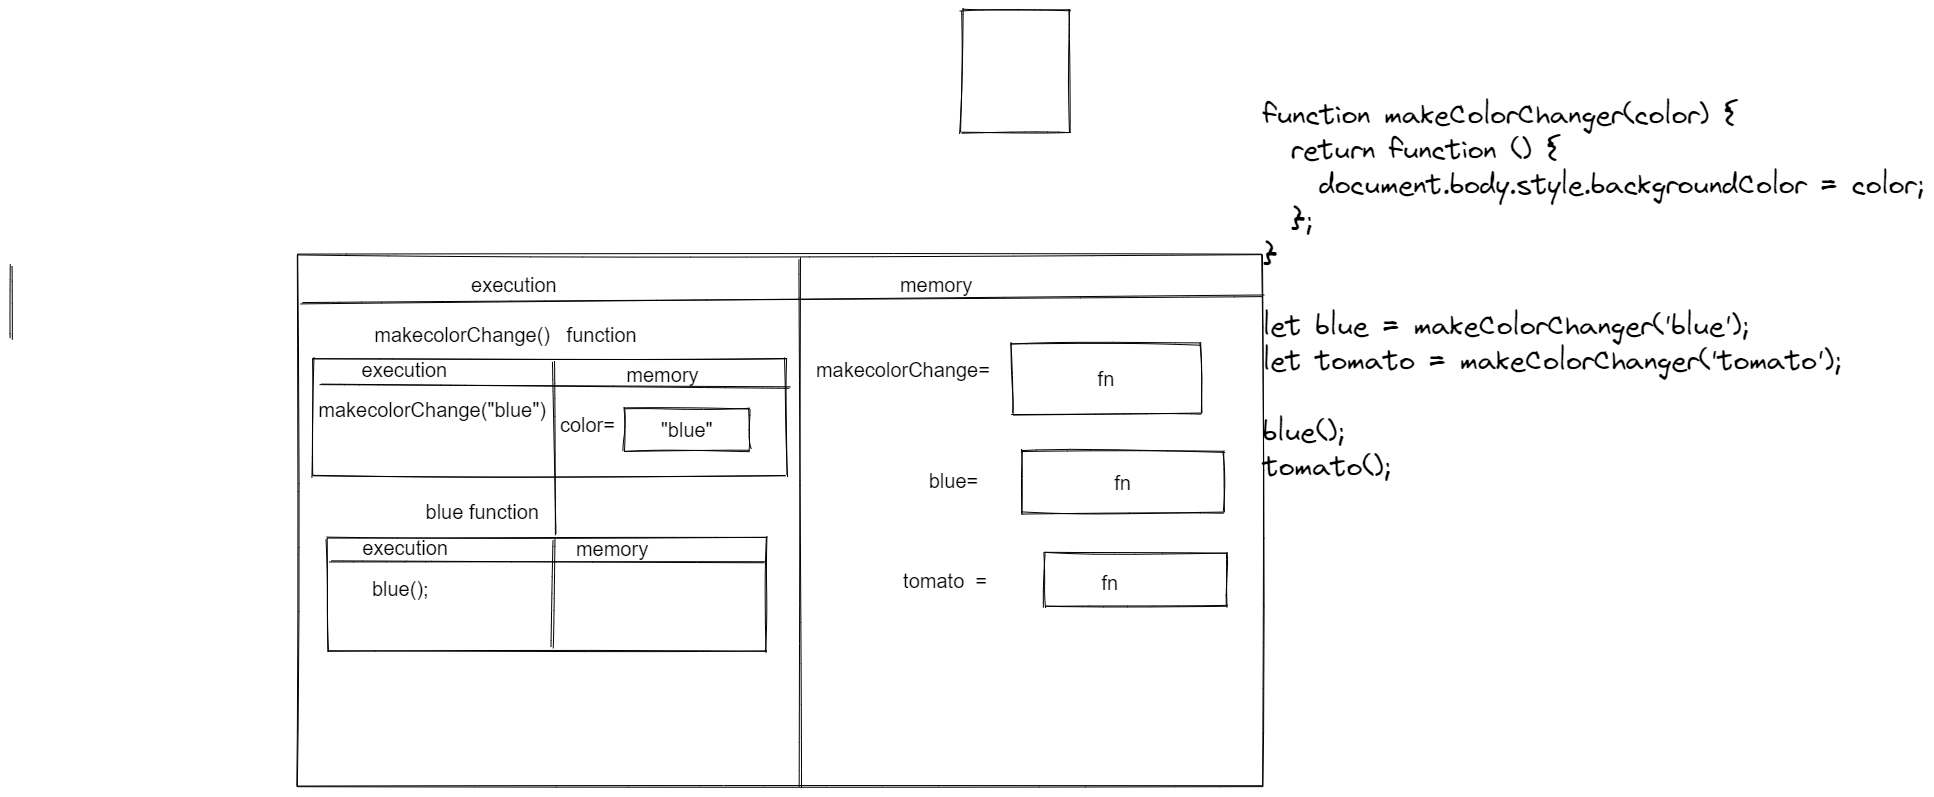 function makeColorChanger(color) {
return function () {
document.body.style.backgroundColor = color;
};
}
let blue = makeColorChanger('blue');
let tomato = makeColorChanger('tomato');
blue();
tomato();
execution
memory
makecolorChange() function
execution
memory
makecolorChange("blue")
color=
"blue"
blue function
execution
memory
blue();
makecolorChange=
fn
blue=
fn
tomato =
fn